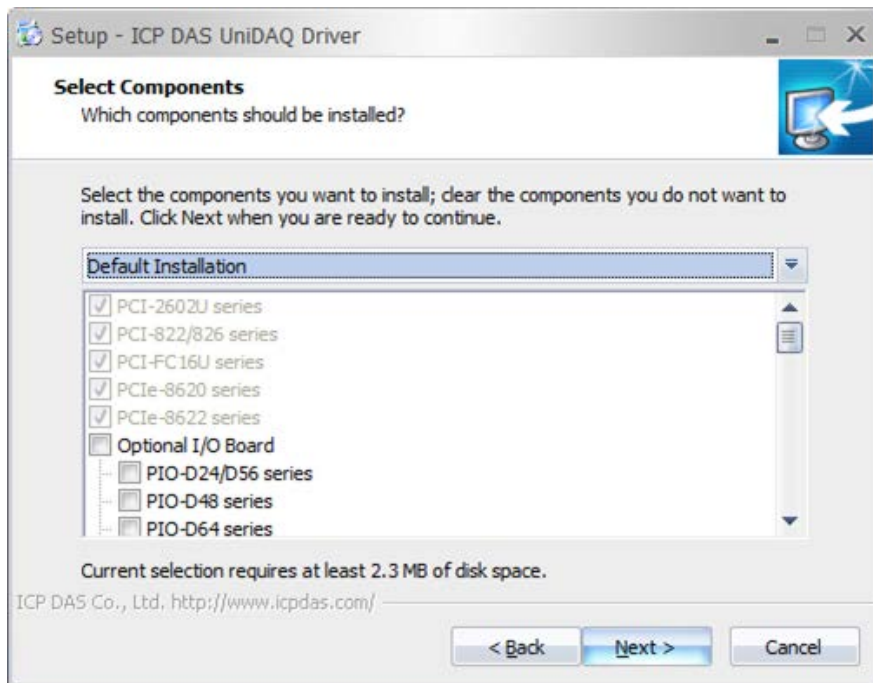 Setup - ICP DAS UniDAQ Driver
Select Components
Which components should be installed?
Select the components you want to install; clear the components you do not want to
install. Click Next when you are ready to continue.
Default Installation
PCI-2602U series
PCI-822/826 series
PCI-FC16U series
PCIe-8620 series
PCIe-8622 series
Optional I/O Board
PIO-D24/D56 series
PIO-D48 series
PIO-D64 series
Current selection requires at least 2.3 MB of disk space.
ICP DAS Co., Ltd. http://www.icpdas.com/
< Back Next > Cancel